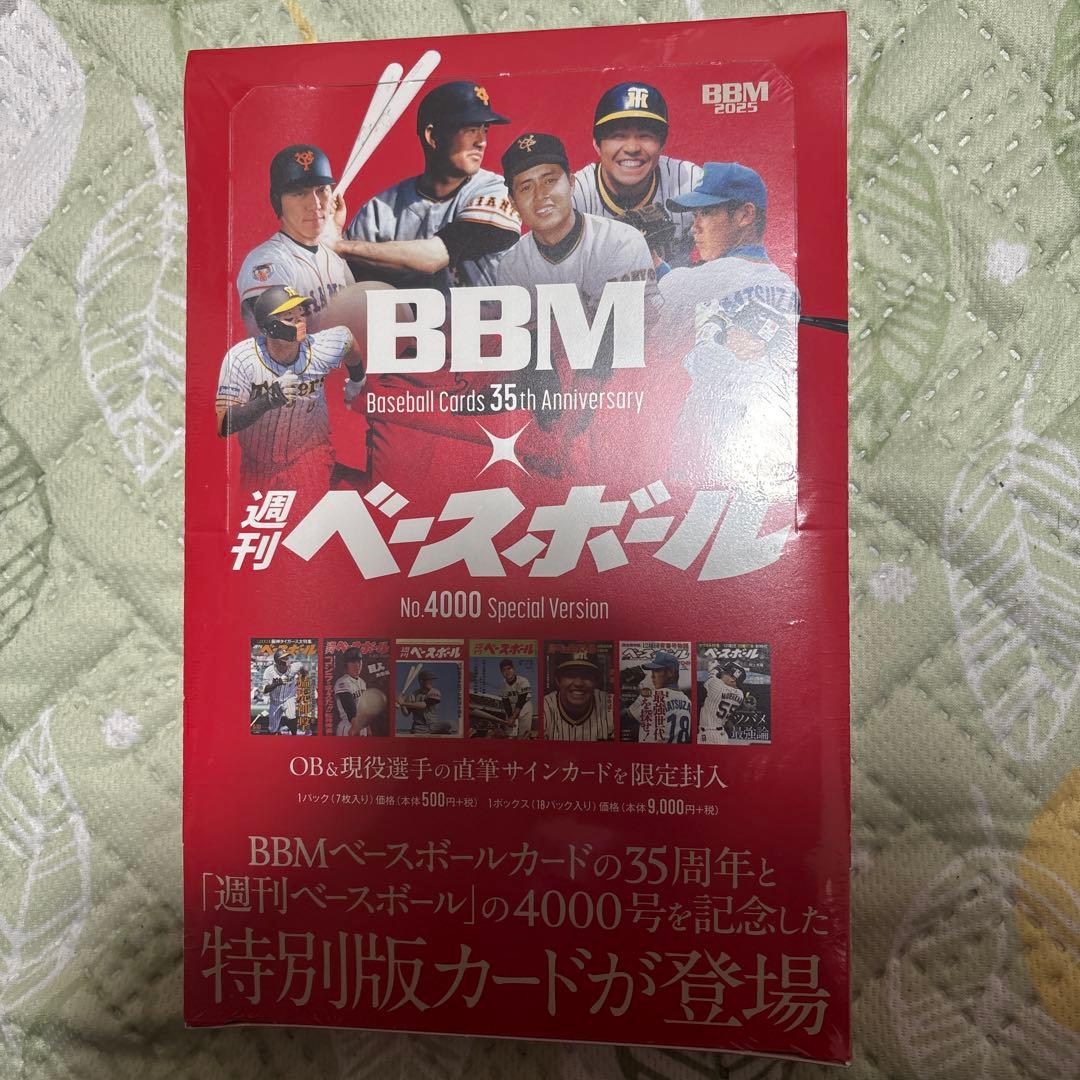 BBM
2025
BBM
Baseball Cards 35th Anniversary
×
週刊ベースボール
No.4000 Special Version
OB&現役選手の直筆サインカードを限定封入
1パック(7枚入り)価格(本体500円+税) 1ボックス(18パック入り)価格(本体9,000円+税)
BBMベースボールカードの35周年と
「週刊ベースボール」の4000号を記念した
特別版カードが登場